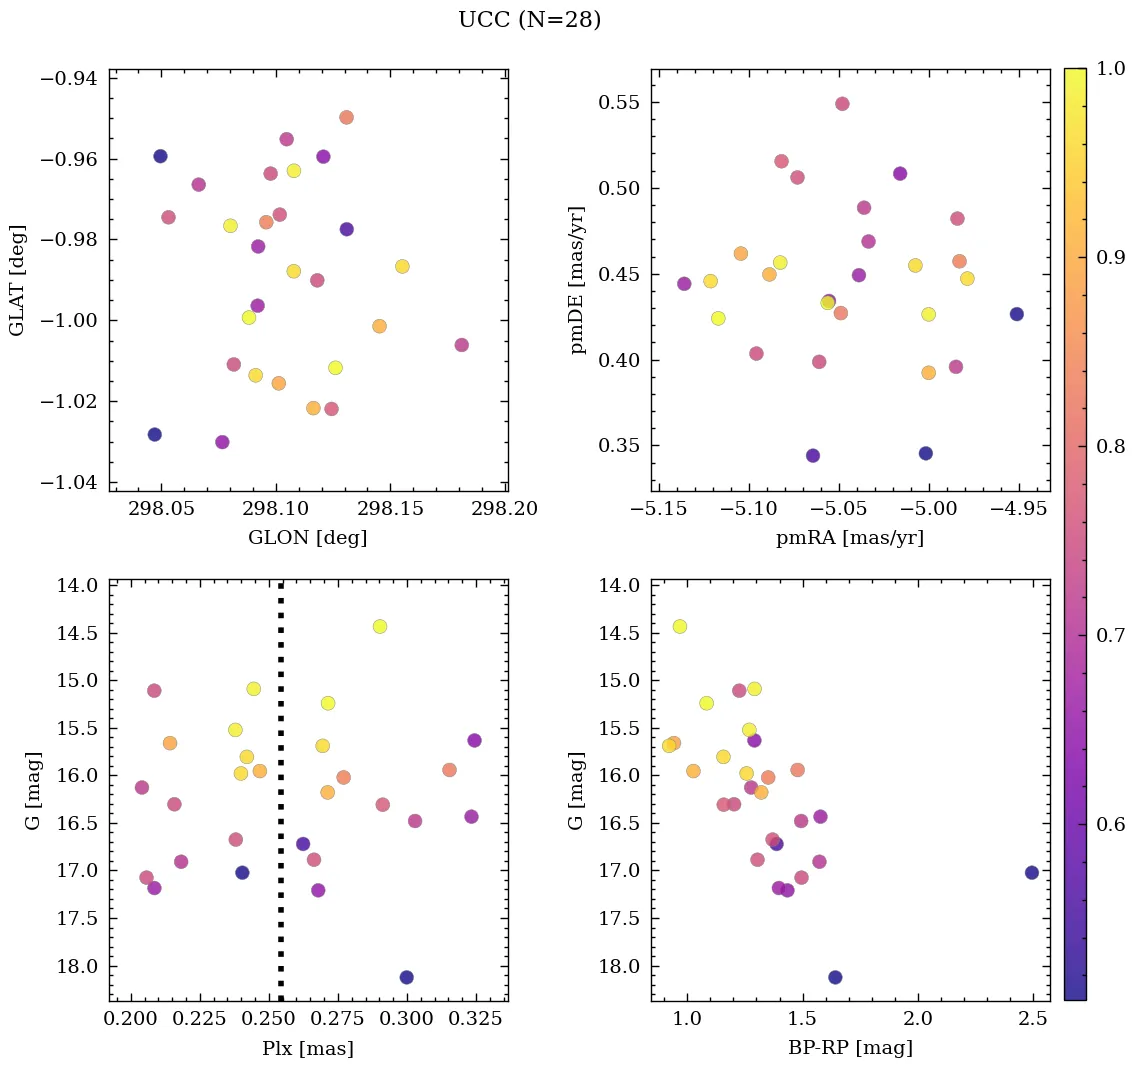 UCC (N=28)
−0.94
−0.96
−0.98
−1.00
−1.02
−1.04
GLAT [deg]
298.05 298.10 298.15 298.20
GLON [deg]
0.55
0.50
0.45
0.40
0.35
pmDE [mas/yr]
−5.15 −5.10 −5.05 −5.00 −4.95
pmRA [mas/yr]
1.0
0.9
0.8
0.7
0.6
14.0
14.5
15.0
15.5
16.0
16.5
17.0
17.5
18.0
G [mag]
0.200 0.225 0.250 0.275 0.300 0.325
Plx [mas]
14.0
14.5
15.0
15.5
16.0
16.5
17.0
17.5
18.0
G [mag]
1.0 1.5 2.0 2.5
BP-RP [mag]